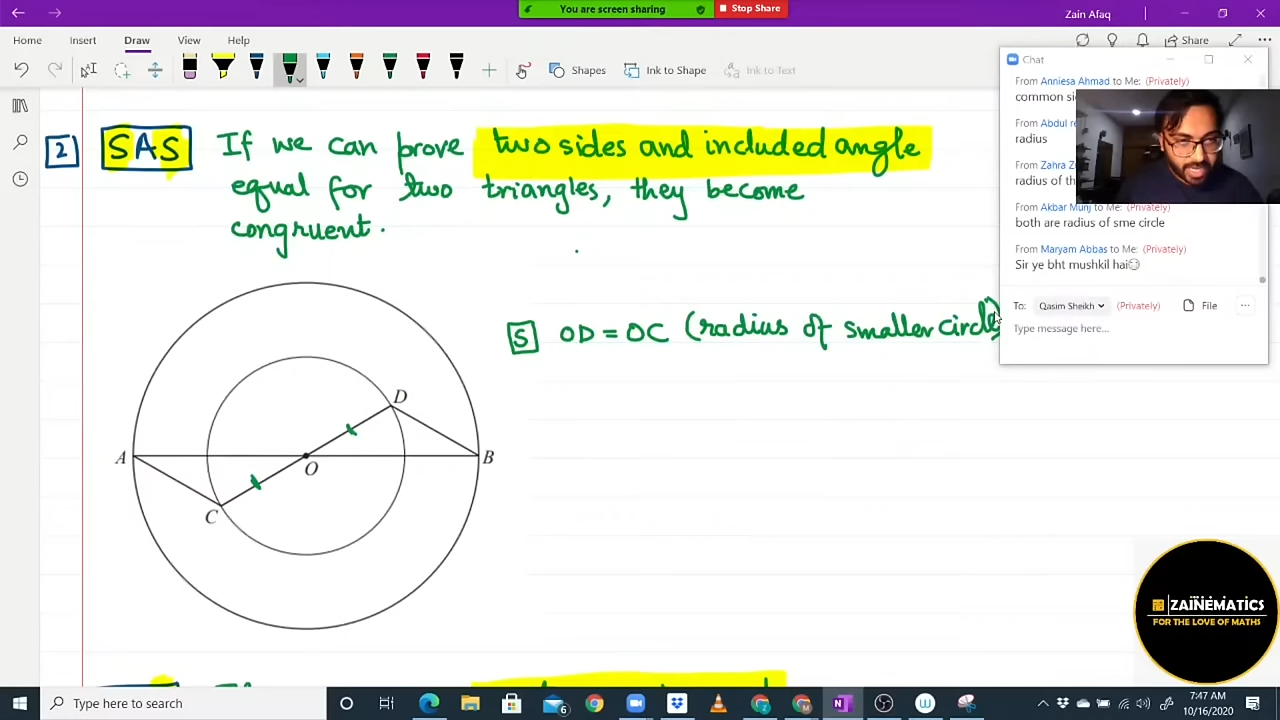 You are screen sharing
Stop Share
Zain Afaq
Home Insert Draw View Help
Share
Shapes
Ink to Shape
Ink to Text
Chat
From Anniesa Ahmad to Me: (Privately)
common si
From Abdul re
radius
From Zahra Z
radius of th
From Akbar Munj to Me: (Privately)
both are radius of sme circle
From Maryam Abbas to Me: (Privately)
Sir ye bht mushkil hai
To: Qasim Sheikh (Privately) File
Type message here...
2 SAS If we can prove two sides and included angle
equal for two triangles, they become
congruent.
S OD = OC (radius of smaller circle)
D
A O B
C
ZAINEMATICS
FOR THE LOVE OF MATHS
Type here to search
6
7:47 AM
10/16/2020